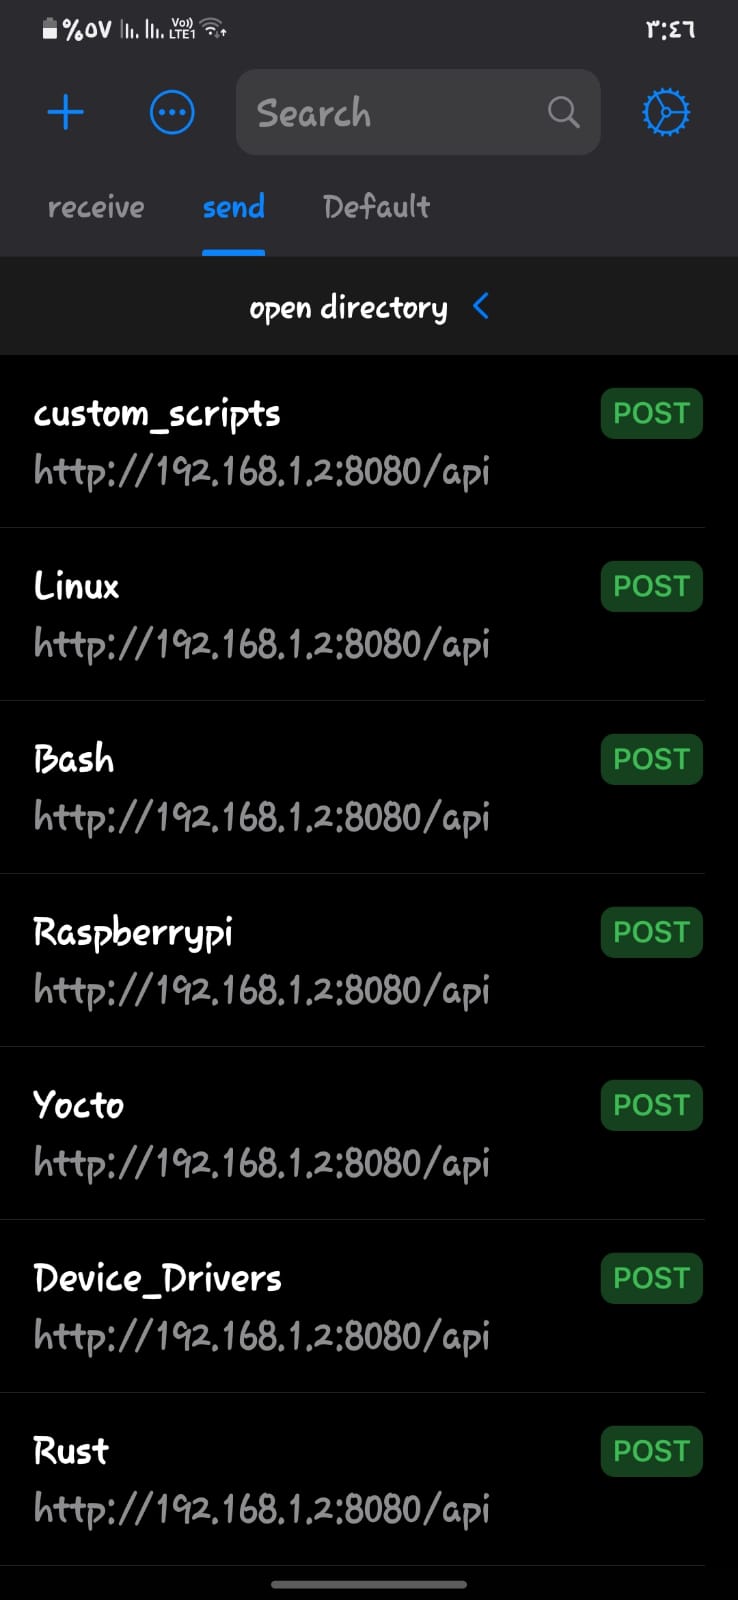 %٥٧ Vo)) LTE1 ٣:٤٦
Search
receive send Default
open directory
custom_scripts POST
http://192.168.1.2:8080/api
Linux POST
http://192.168.1.2:8080/api
Bash POST
http://192.168.1.2:8080/api
Raspberrypi POST
http://192.168.1.2:8080/api
Yocto POST
http://192.168.1.2:8080/api
Device_Drivers POST
http://192.168.1.2:8080/api
Rust POST
http://192.168.1.2:8080/api